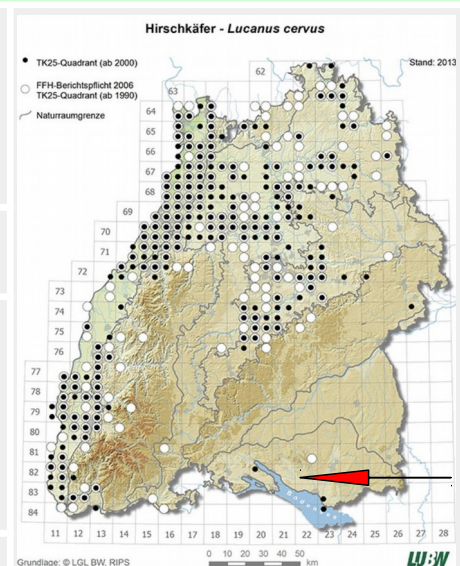 Hirschkäfer - Lucanus cervus
TK25-Quadrant (ab 2000)
FFH-Berichtspflicht 2006
TK25-Quadrant (ab 1990)
Naturraumgrenze
Stand: 2013
62
63
64
65
66
67
68
69
70
71
72
73
74
75
76
77
78
79
80
81
82
83
84
11 12 13 14 15 16 17 18 19 20 21 22 23 24 25 26 27 28
Bodensee
Grundlage: © LGL BW, RIPS
0 10 20 30 40 50
km
LUBW